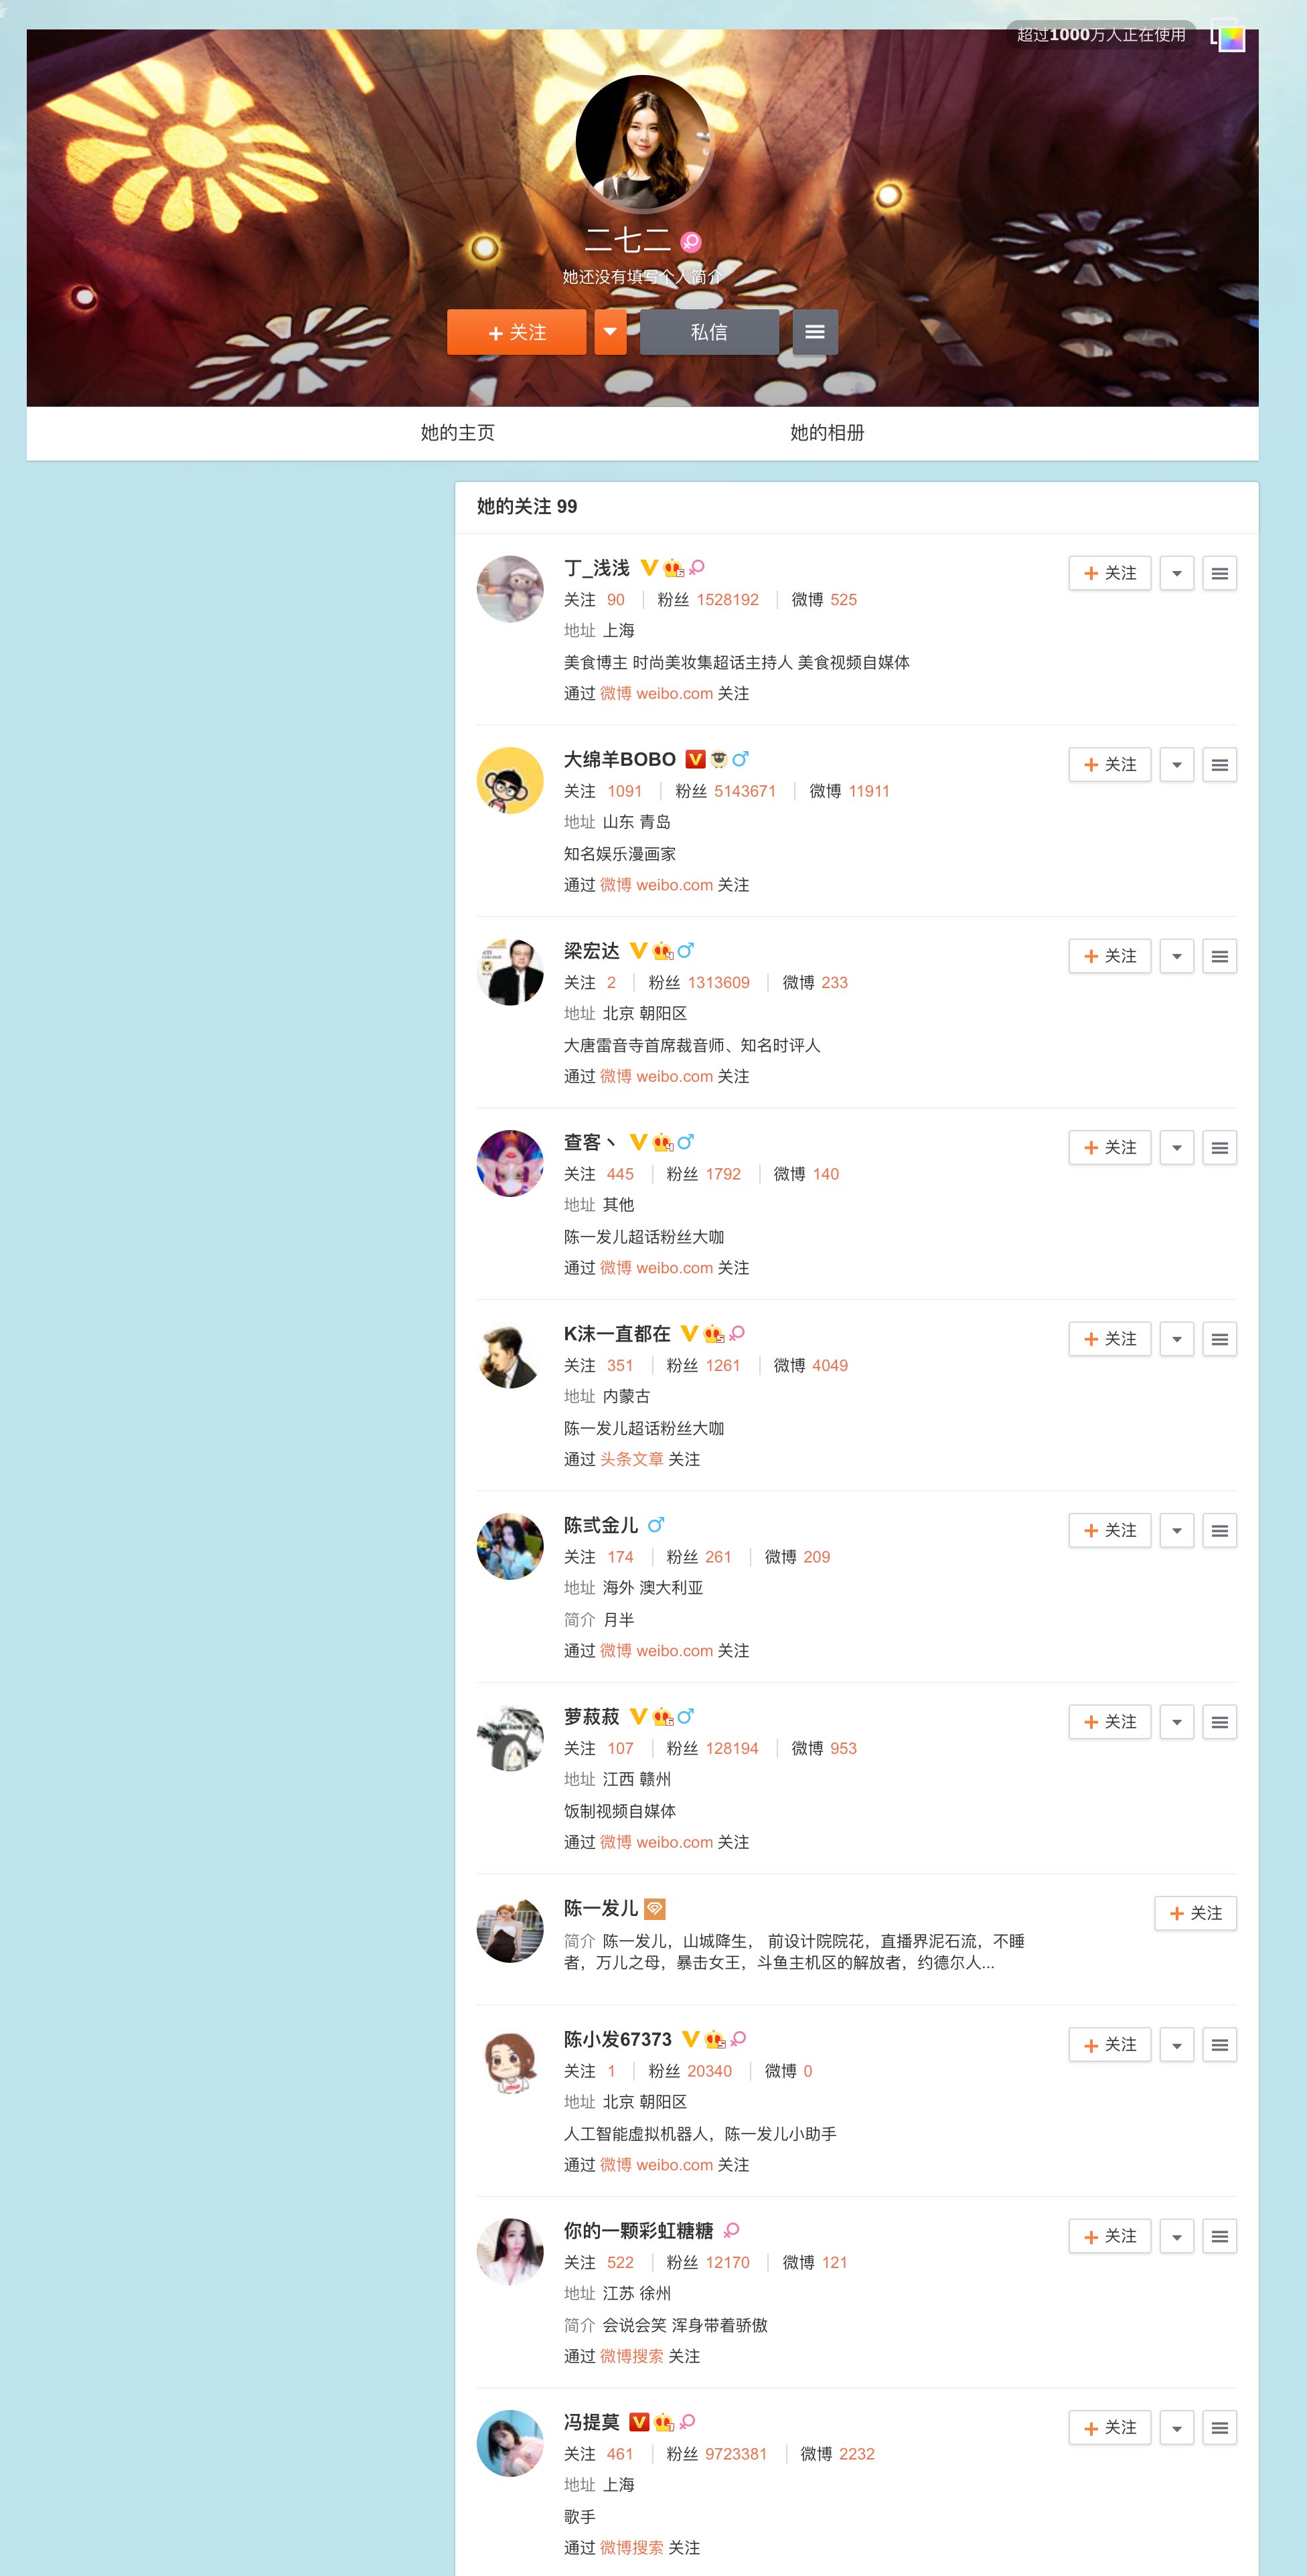 超过1000万人正在使用
二七二
她还没有填写个人简介
+ 关注
私信
她的主页
她的相册
她的关注 99
丁_浅浅
+ 关注
关注 90 粉丝 1528192 微博 525
地址 上海
美食博主 时尚美妆集超话主持人 美食视频自媒体
通过 微博 weibo.com 关注
大绵羊BOBO
+ 关注
关注 1091 粉丝 5143671 微博 11911
地址 山东 青岛
知名娱乐漫画家
通过 微博 weibo.com 关注
梁宏达
+ 关注
关注 2 粉丝 1313609 微博 233
地址 北京 朝阳区
大唐雷音寺首席裁音师、知名时评人
通过 微博 weibo.com 关注
查客丶
+ 关注
关注 445 粉丝 1792 微博 140
地址 其他
陈一发儿超话粉丝大咖
通过 微博 weibo.com 关注
K沫一直都在
+ 关注
关注 351 粉丝 1261 微博 4049
地址 内蒙古
陈一发儿超话粉丝大咖
通过 头条文章 关注
陈弎金儿
+ 关注
关注 174 粉丝 261 微博 209
地址 海外 澳大利亚
简介 月半
通过 微博 weibo.com 关注
萝菽菽
+ 关注
关注 107 粉丝 128194 微博 953
地址 江西 赣州
饭制视频自媒体
通过 微博 weibo.com 关注
陈一发儿
+ 关注
简介 陈一发儿，山城降生， 前设计院院花，直播界泥石流，不睡
者，万儿之母，暴击女王，斗鱼主机区的解放者，约德尔人...
陈小发67373
+ 关注
关注 1 粉丝 20340 微博 0
地址 北京 朝阳区
人工智能虚拟机器人，陈一发儿小助手
通过 微博 weibo.com 关注
你的一颗彩虹糖糖
+ 关注
关注 522 粉丝 12170 微博 121
地址 江苏 徐州
简介 会说会笑 浑身带着骄傲
通过 微博搜索 关注
冯提莫
+ 关注
关注 461 粉丝 9723381 微博 2232
地址 上海
歌手
通过 微博搜索 关注